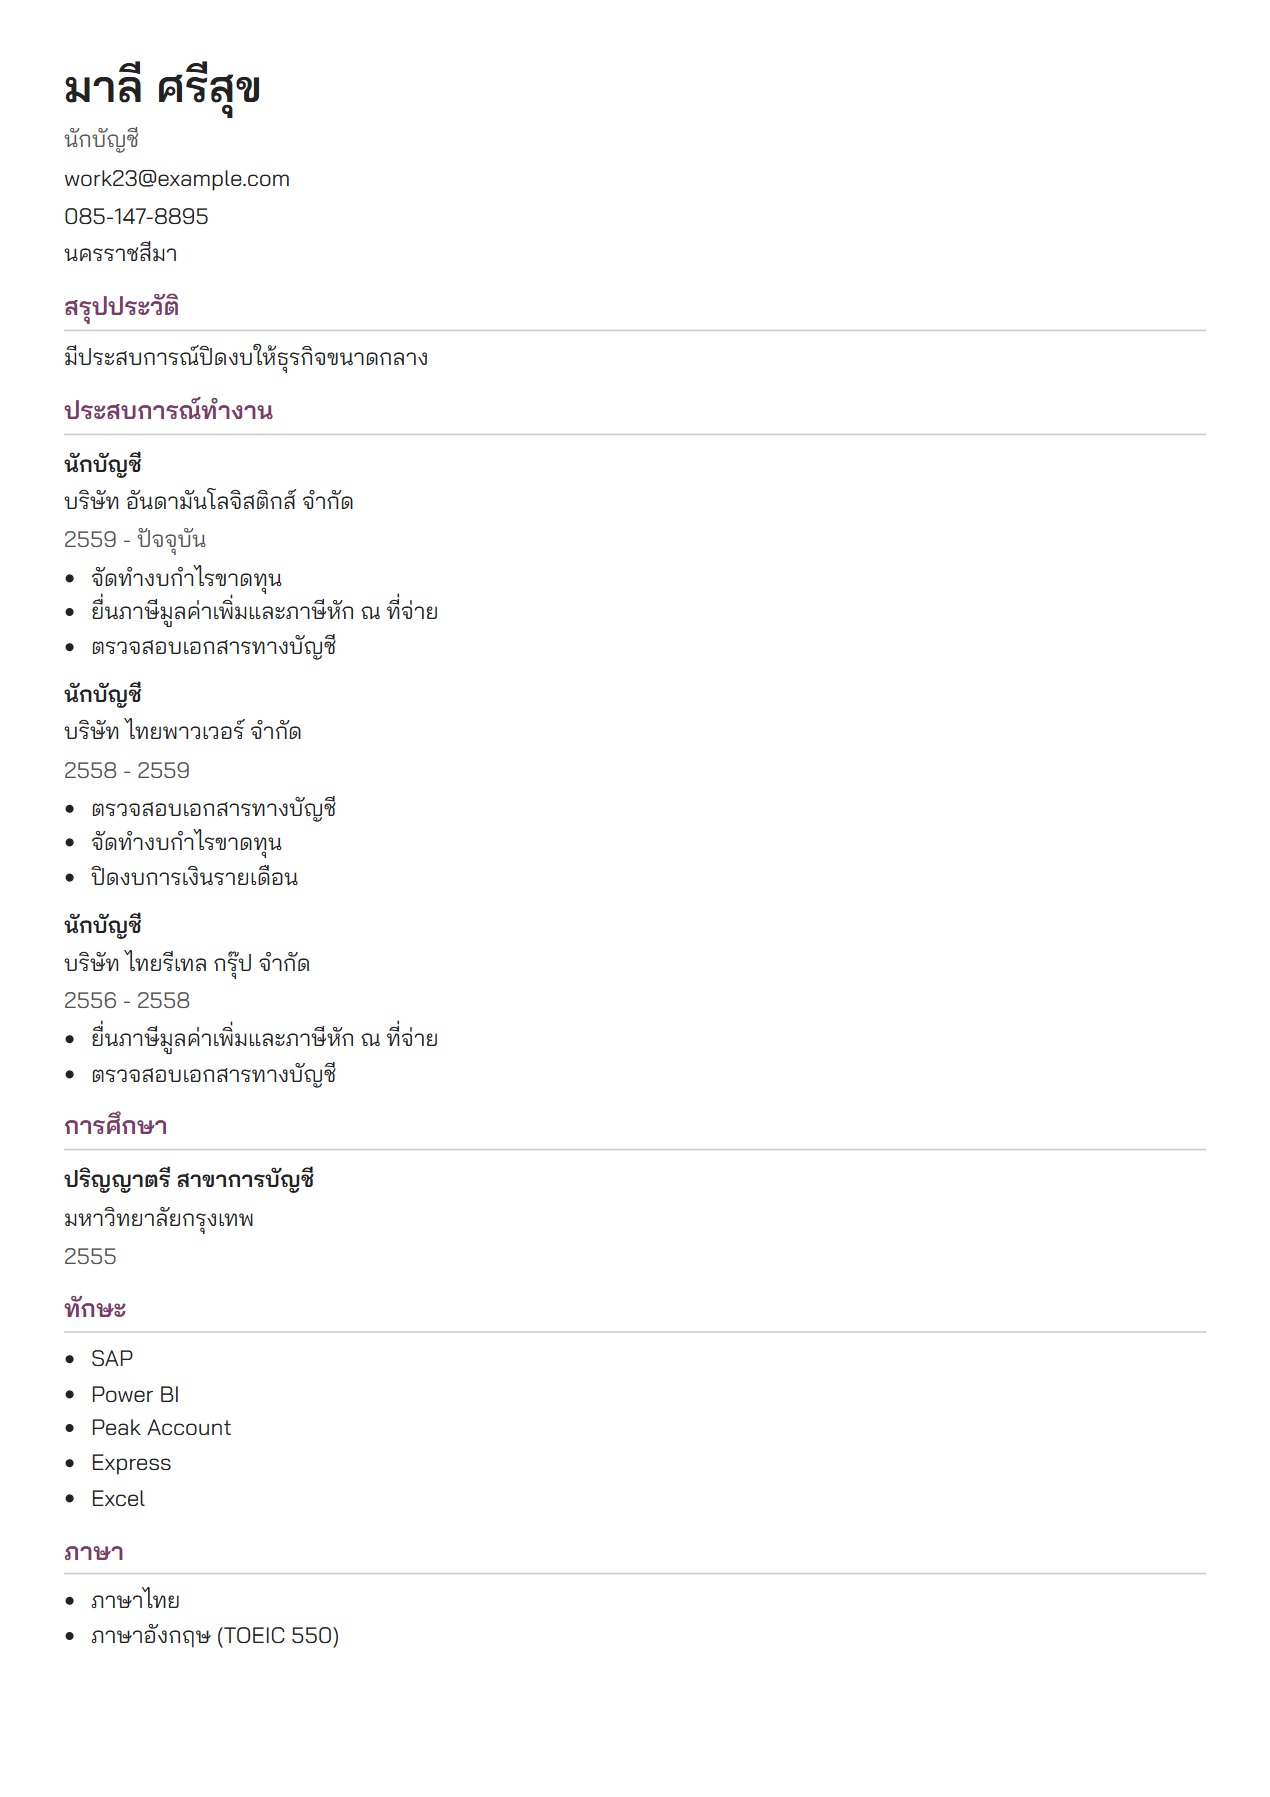 มาลี ศรีสุข
นักบัญชี
work23@example.com
085-147-8895
นครราชสีมา
สรุปประวัติ
มีประสบการณ์ปิดงบให้ธุรกิจขนาดกลาง
ประสบการณ์ทำงาน
นักบัญชี
บริษัท อันดามันโลจิสติกส์ จำกัด
2559 - ปัจจุบัน
• จัดทำงบกำไรขาดทุน
• ยื่นภาษีมูลค่าเพิ่มและภาษีหัก ณ ที่จ่าย
• ตรวจสอบเอกสารทางบัญชี
นักบัญชี
บริษัท ไทยพาวเวอร์ จำกัด
2558 - 2559
• ตรวจสอบเอกสารทางบัญชี
• จัดทำงบกำไรขาดทุน
• ปิดงบการเงินรายเดือน
นักบัญชี
บริษัท ไทยรีเทล กรุ๊ป จำกัด
2556 - 2558
• ยื่นภาษีมูลค่าเพิ่มและภาษีหัก ณ ที่จ่าย
• ตรวจสอบเอกสารทางบัญชี
การศึกษา
ปริญญาตรี สาขาการบัญชี
มหาวิทยาลัยกรุงเทพ
2555
ทักษะ
• SAP
• Power BI
• Peak Account
• Express
• Excel
ภาษา
• ภาษาไทย
• ภาษาอังกฤษ (TOEIC 550)